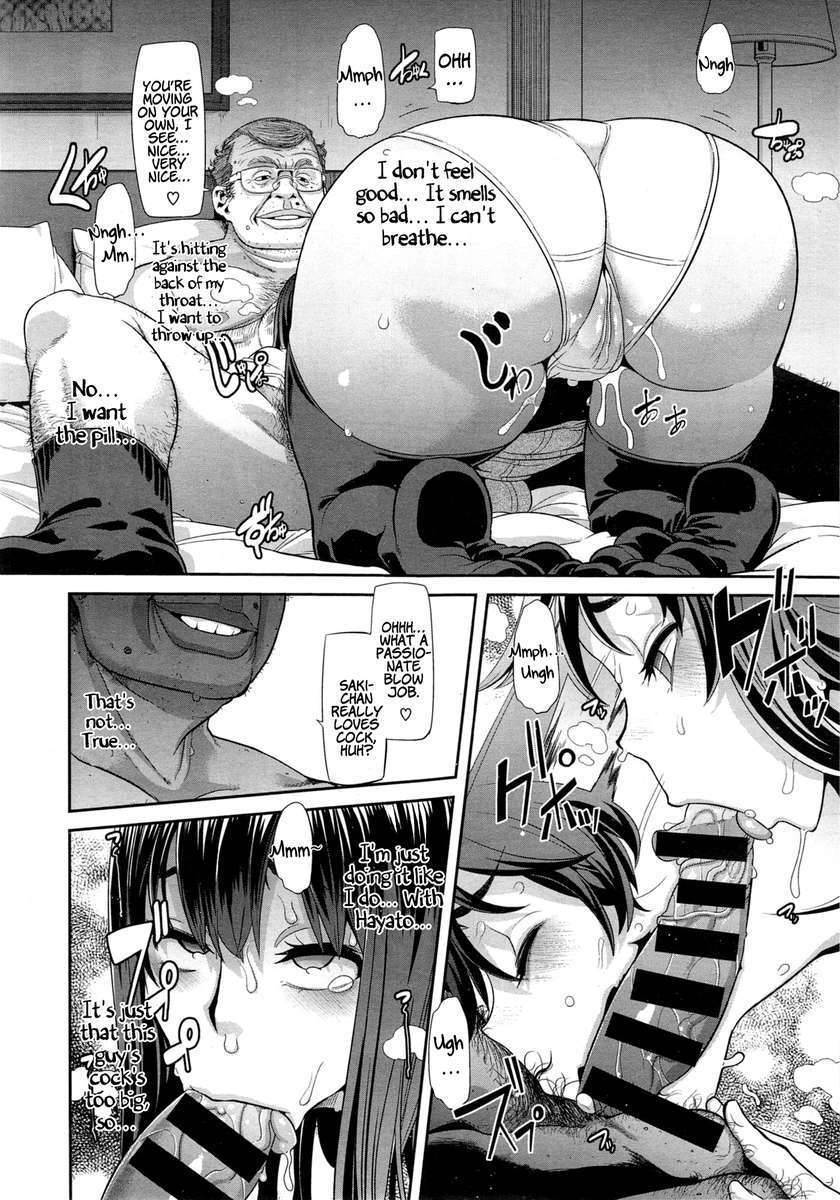 YOU'RE
MOVING
ON YOUR
OWN, I
SEE...
NICE...
VERY
NICE...
♡
Mmph
...
OHH
...
Nngh
I don't feel
good... It smells
so bad... I can't
breathe...
Nngh...
Mm.
It's hitting
against the
back of my
throat...
I want to
throw up...
No...
I want
the pill...
Mmph...
Ungh
OHHH...
WHAT A
PASSIO-
NATE
BLOW
JOB.
♡
SAKI-
CHAN
REALLY
LOVES
COCK,
HUH?
That's
not...
True...
Mmm~
I'm just
doing it like
I do... With
Hayato...
It's just
that this
guy's
cock's
too big,
so...
Ugh
...